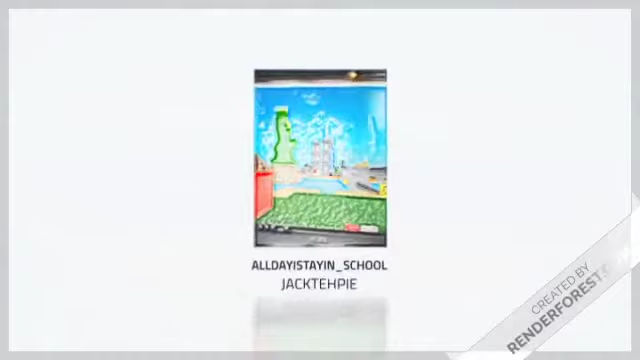 ALLDAYISTAYIN_SCHOOL
JACKTEHPIE
CREATED BY
RENDERFOREST